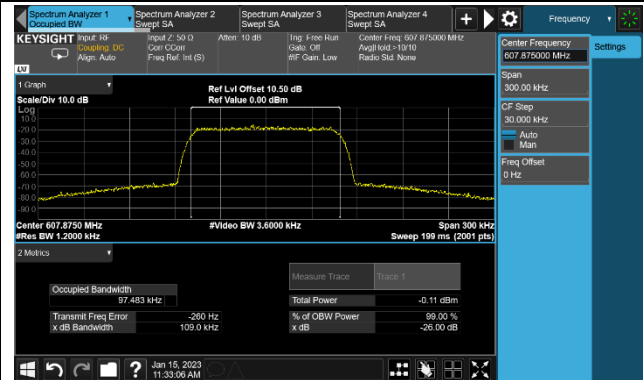 Spectrum Analyzer 1
Occupied BW
Spectrum Analyzer 2
Swept SA
Spectrum Analyzer 3
Swept SA
Spectrum Analyzer 4
Swept SA
+
Frequency
KEYSIGHT
Input: RF
Coupling: DC
Align: Auto
Input Z: 50 Ω
Corr CCorr
Freq Ref: Int (S)
Atten: 10 dB
Trig: Free Run
Gate: Off
#IF Gain: Low
Center Freq: 607.875000 MHz
Avg|Hold:>10/10
Radio Std: None
LXI
Center Frequency
607.875000 MHz
Settings
Span
300.00 kHz
CF Step
30.000 kHz
Auto
Man
Freq Offset
0 Hz
1 Graph
Scale/Div 10.0 dB
Ref Lvl Offset 10.50 dB
Ref Value 0.00 dBm
Log
-10.0
-20.0
-30.0
-40.0
-50.0
-60.0
-70.0
-80.0
-90.0
Center 607.8750 MHz
#Res BW 1.2000 kHz
#Video BW 3.6000 kHz
Span 300 kHz
Sweep 199 ms (2001 pts)
2 Metrics
Measure Trace
Trace 1
Occupied Bandwidth
97.483 kHz
Total Power
-0.11 dBm
Transmit Freq Error
-260 Hz
% of OBW Power
99.00 %
x dB Bandwidth
109.0 kHz
x dB
-26.00 dB
?
Jan 15, 2023
11:33:06 AM